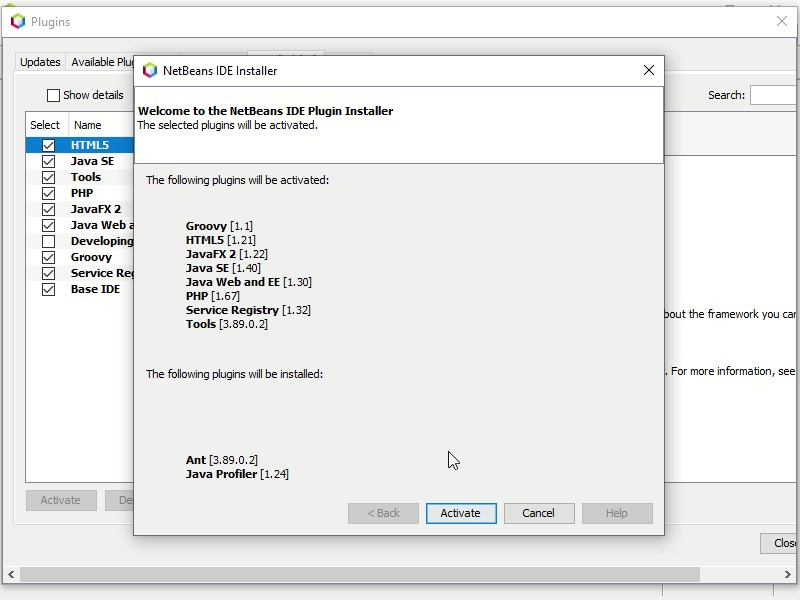 Plugins
Updates
Available Plu
Show details
Search:
Select
Name
HTML5
Java SE
Tools
PHP
JavaFX 2
Java Web a
Developing
Groovy
Service Reg
Base IDE
Activate
De
bout the framework you can
. For more information, see
Close
NetBeans IDE Installer
Welcome to the NetBeans IDE Plugin Installer
The selected plugins will be activated.
The following plugins will be activated:
Groovy [1.1]
HTML5 [1.21]
JavaFX 2 [1.22]
Java SE [1.40]
Java Web and EE [1.30]
PHP [1.67]
Service Registry [1.32]
Tools [3.89.0.2]
The following plugins will be installed:
Ant [3.89.0.2]
Java Profiler [1.24]
< Back
Activate
Cancel
Help